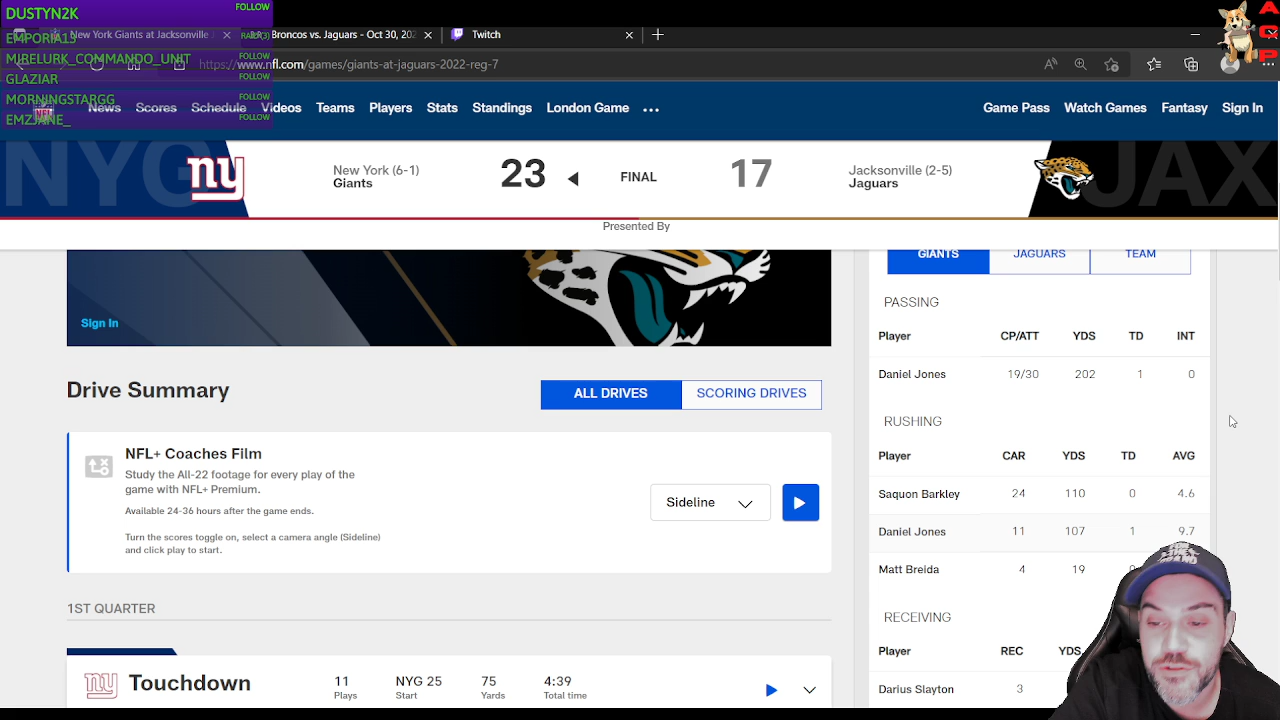 DUSTYN2K FOLLOW
EMPORIA15 RAID(3)
MIRELURK_COMMANDO_UNIT FOLLOW
GLAZIAR FOLLOW
MORNINGSTARGG FOLLOW
EMZJANE_ FOLLOW
New York Giants at Jacksonville
Broncos vs. Jaguars - Oct 30, 202
Twitch
A
C
P
https://www.nfl.com/games/giants-at-jaguars-2022-reg-7
News Scores Schedule Videos Teams Players Stats Standings London Game ...
Game Pass Watch Games Fantasy Sign In
NYG
ny
New York (6-1)
Giants
23
FINAL
17
Jacksonville (2-5)
Jaguars
JAX
Presented By
Sign In
GIANTS JAGUARS TEAM
PASSING
Player CP/ATT YDS TD INT
Daniel Jones 19/30 202 1 0
RUSHING
Player CAR YDS TD AVG
Saquon Barkley 24 110 0 4.6
Daniel Jones 11 107 1 9.7
Matt Breida 4 19
RECEIVING
Player REC YDS
Darius Slayton 3
Drive Summary
ALL DRIVES SCORING DRIVES
NFL+ Coaches Film
Study the All-22 footage for every play of the
game with NFL+ Premium.
Available 24-36 hours after the game ends.
Turn the scores toggle on, select a camera angle (Sideline)
and click play to start.
Sideline
1ST QUARTER
ny
Touchdown
11 NYG 25 75 4:39
Plays Start Yards Total time